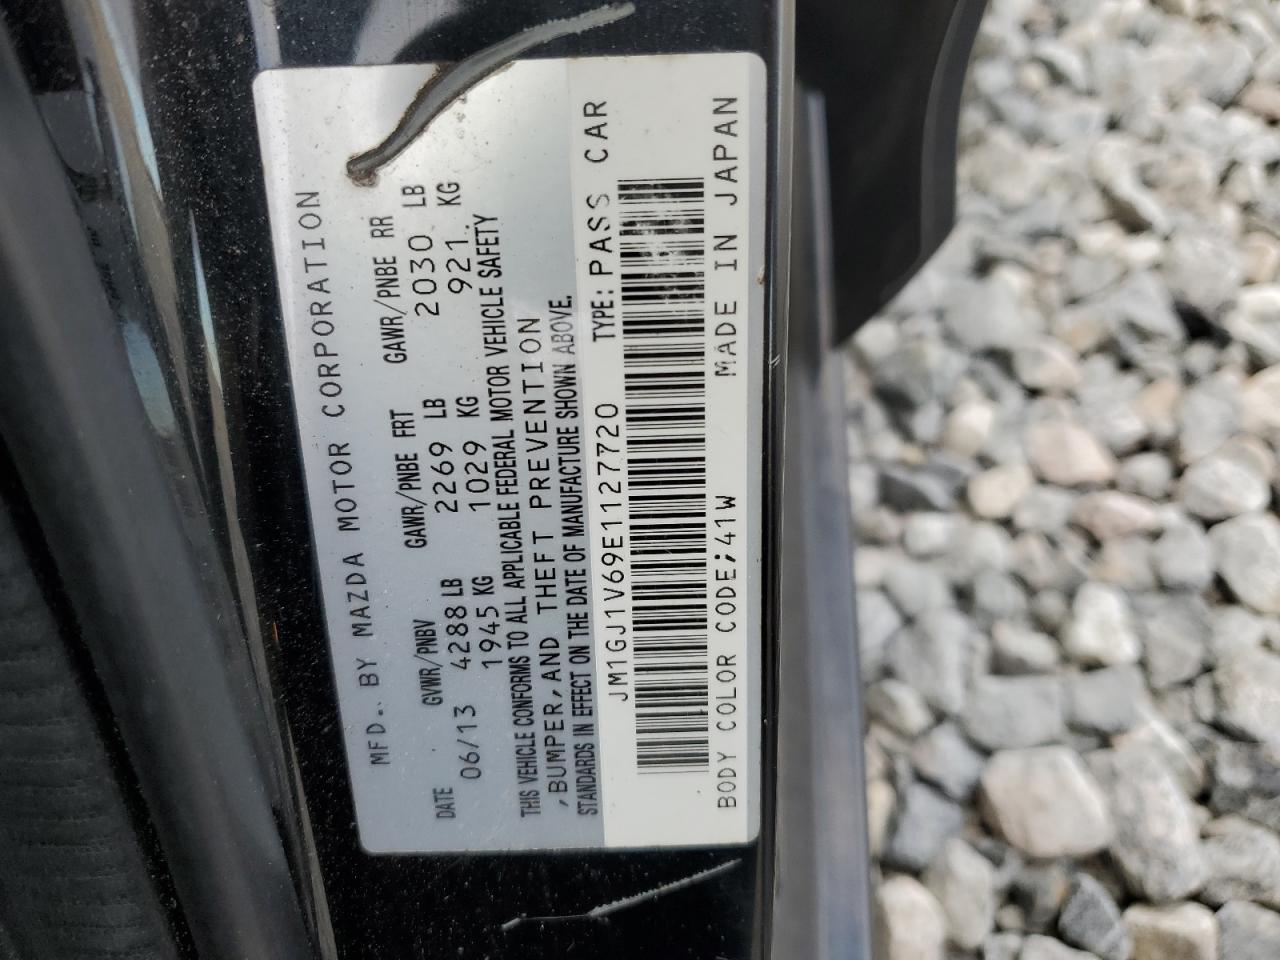 MFD. BY MAZDA MOTOR CORPORATION
DATE GVWR/PNBV GAWR/PNBE FRT GAWR/PNBE RR
06/13 4288 LB 2269 LB 2030 LB
1945 KG 1029 KG 921 KG
THIS VEHICLE CONFORMS TO ALL APPLICABLE FEDERAL MOTOR VEHICLE SAFETY
,BUMPER,AND THEFT PREVENTION
STANDARDS IN EFFECT ON THE DATE OF MANUFACTURE SHOWN ABOVE.
JM1GJ1V69E1127720 TYPE: PASS CAR
BODY COLOR CODE;41W MADE IN JAPAN